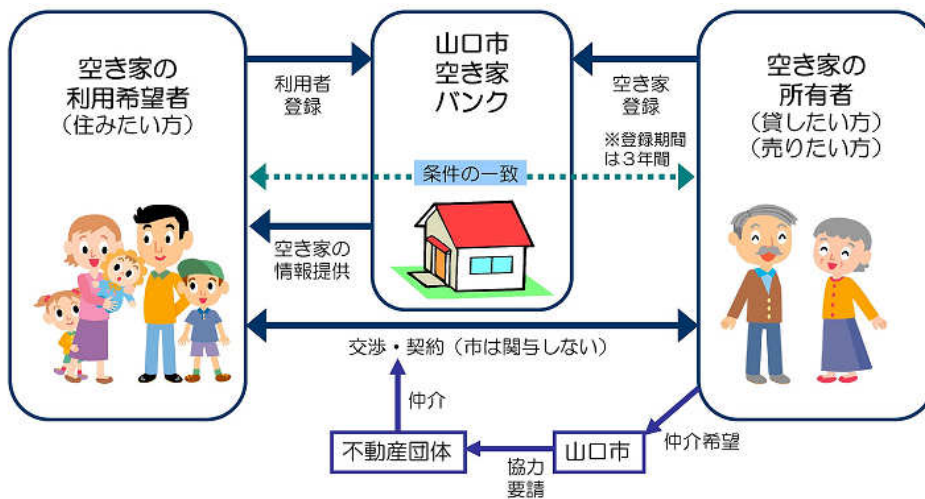 空き家の
利用希望者
（住みたい方）
利用者
登録
山口市
空き家
バンク
空き家
登録
※登録期間
は３年間
空き家の
所有者
（貸したい方）
（売りたい方）
条件の一致
空き家の
情報提供
交渉・契約（市は関与しない）
仲介
仲介希望
不動産団体
山口市
協力
要請